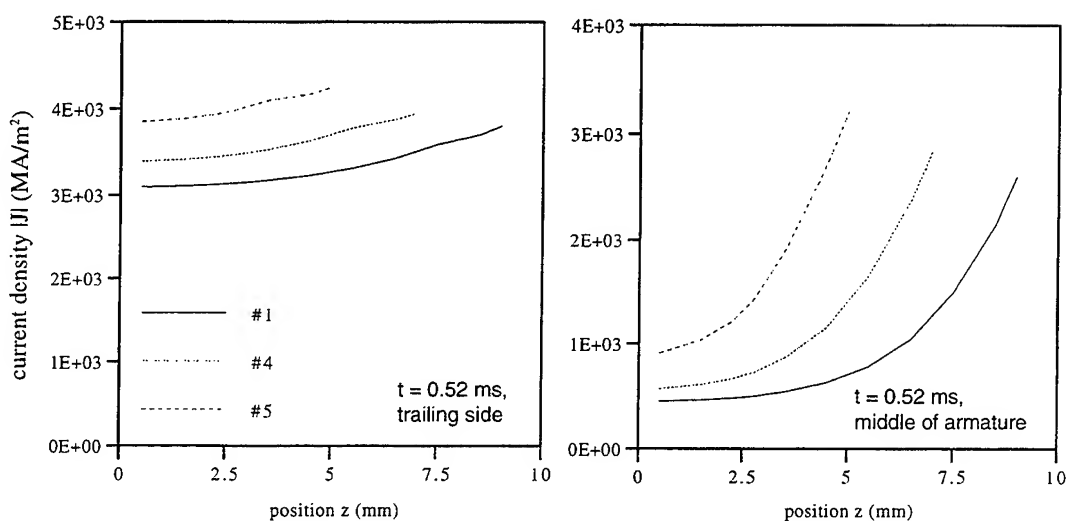 5E+03
4E+03
3E+03
2E+03
1E+03
0E+00
current density |J| (MA/m²)
#1
#4
#5
t = 0.52 ms,
trailing side
0 2.5 5 7.5 10
position z (mm)
4E+03
3E+03
2E+03
1E+03
0E+00
t = 0.52 ms,
middle of armature
0 2.5 5 7.5 10
position z (mm)